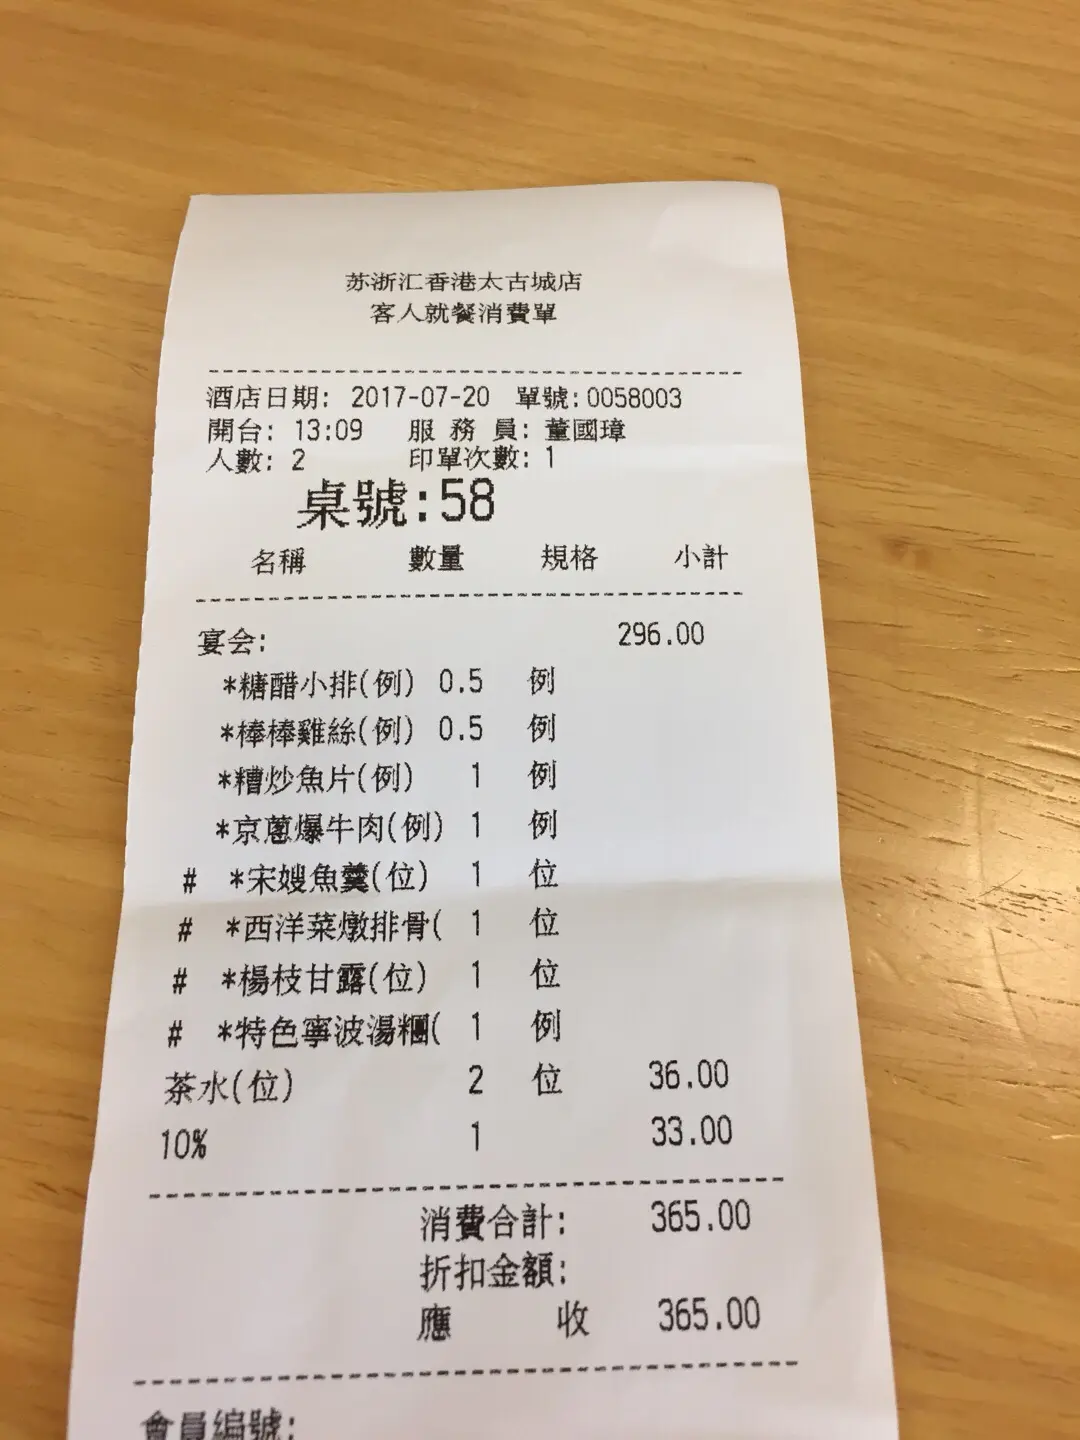 苏浙汇香港太古城店
客人就餐消費單
酒店日期: 2017-07-20 單號:0058003
開台: 13:09 服 務 員: 董國璋
人數: 2 印單次數: 1
桌號:58
名稱 數量 規格 小計
宴会: 296.00
*糖醋小排(例) 0.5 例
*棒棒雞絲(例) 0.5 例
*糟炒魚片(例) 1 例
*京蔥爆牛肉(例) 1 例
# *宋嫂魚羹(位) 1 位
# *西洋菜燉排骨( 1 位
# *楊枝甘露(位) 1 位
# *特色寧波湯糰( 1 例
茶水(位) 2 位 36.00
10% 1 33.00
消費合計: 365.00
折扣金額:
應 收 365.00
會員編號: